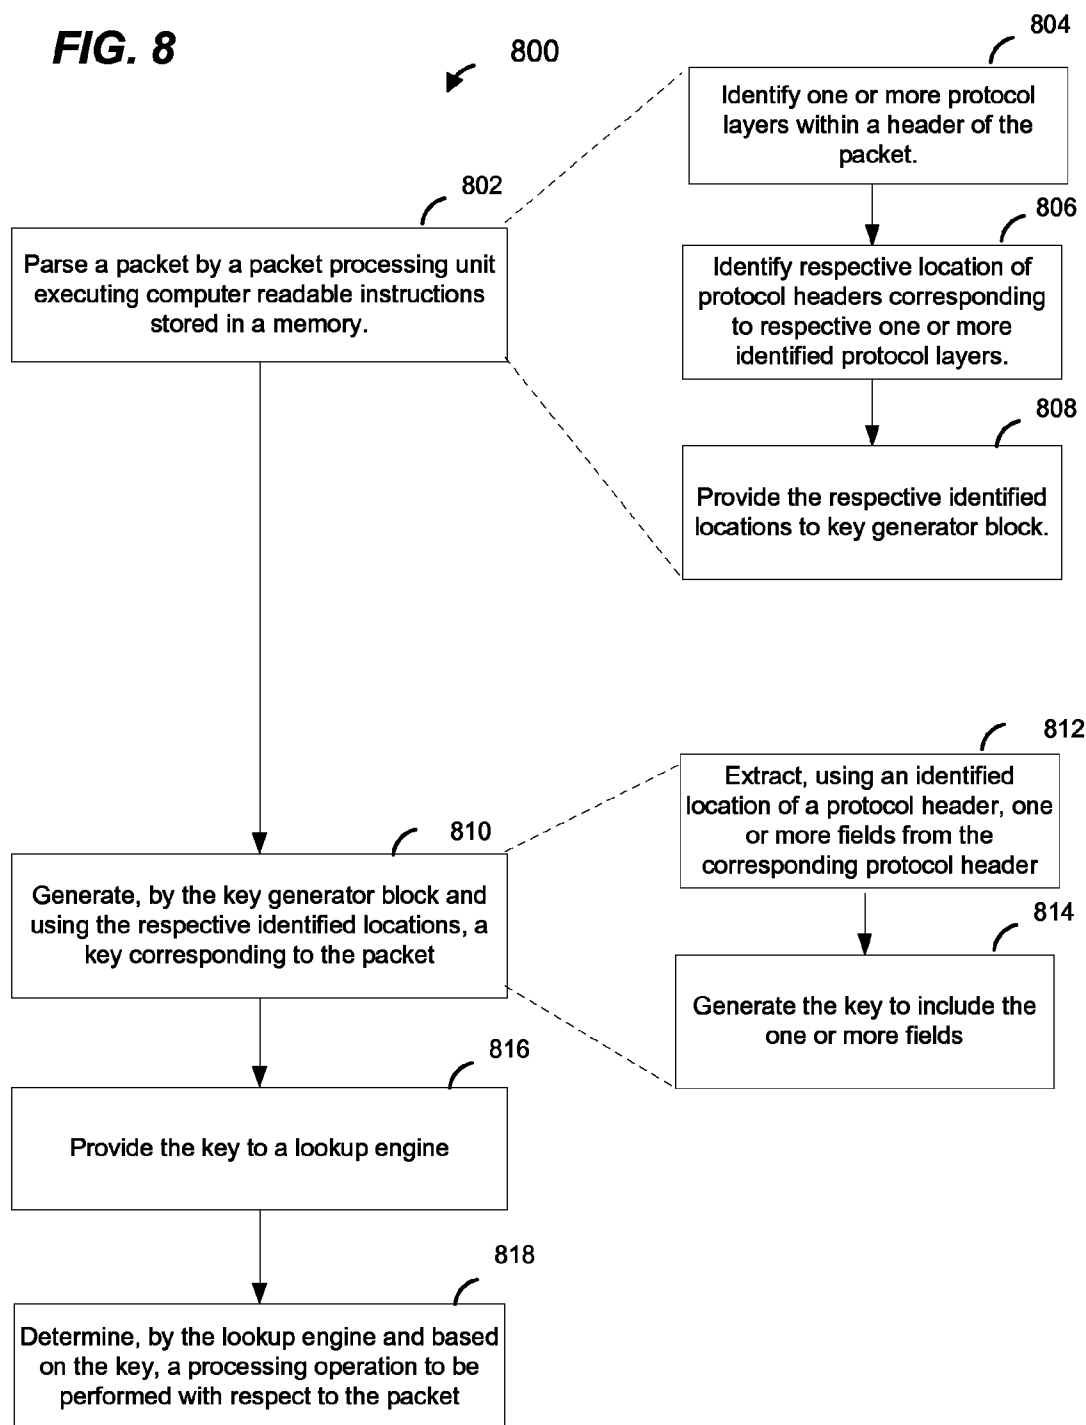 FIG. 8
800
804
Identify one or more protocol
layers within a header of the
packet.
802
Parse a packet by a packet processing unit
executing computer readable instructions
stored in a memory.
806
Identify respective location of
protocol headers corresponding
to respective one or more
identified protocol layers.
808
Provide the respective identified
locations to key generator block.
810
Generate, by the key generator block and
using the respective identified locations, a
key corresponding to the packet
812
Extract, using an identified
location of a protocol header, one
or more fields from the
corresponding protocol header
814
Generate the key to include the
one or more fields
816
Provide the key to a lookup engine
818
Determine, by the lookup engine and based
on the key, a processing operation to be
performed with respect to the packet